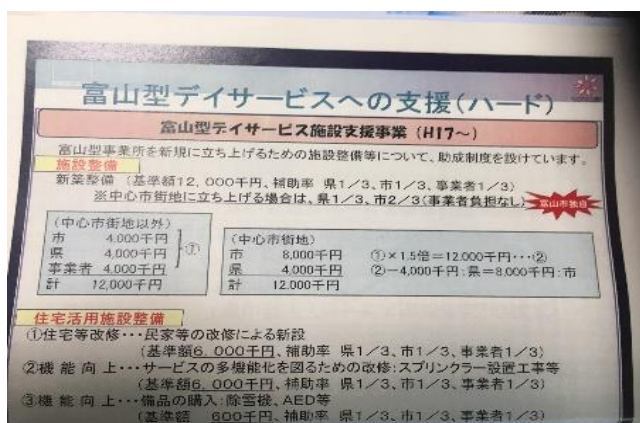 富山型デイサービスへの支援(ハード)
富山型デイサービス施設支援事業 (H17～)
富山型事業所を新規に立ち上げるための施設整備等について、助成制度を設けています。
施設整備
新築整備 (基準額12,000千円、補助率 県1/3、市1/3、事業者1/3)
※中心市街地に立ち上げる場合は、県1/3、市2/3(事業者負担なし)
富山市独自
(中心市街地以外)
市 4,000千円
県 4,000千円
事業者 4,000千円
計 12,000千円
①
(中心市街地)
市 8,000千円 ①×1.5倍=12,000千円・・・②
県 4,000千円 ②-4,000千円:県=8,000千円:市
計 12,000千円
住宅活用施設整備
①住宅等改修・・・民家等の改修による新設
(基準額6,000千円、補助率 県1/3、市1/3、事業者1/3)
②機能向上・・・サービスの多機能化を図るための改修:スプリンクラー設置工事等
(基準額6,000千円、補助率 県1/3、市1/3、事業者1/3)
③機能向上・・・備品の購入:除雪機、AED等
(基準額 600千円、補助率 県1/3、市1/3、事業者1/3)